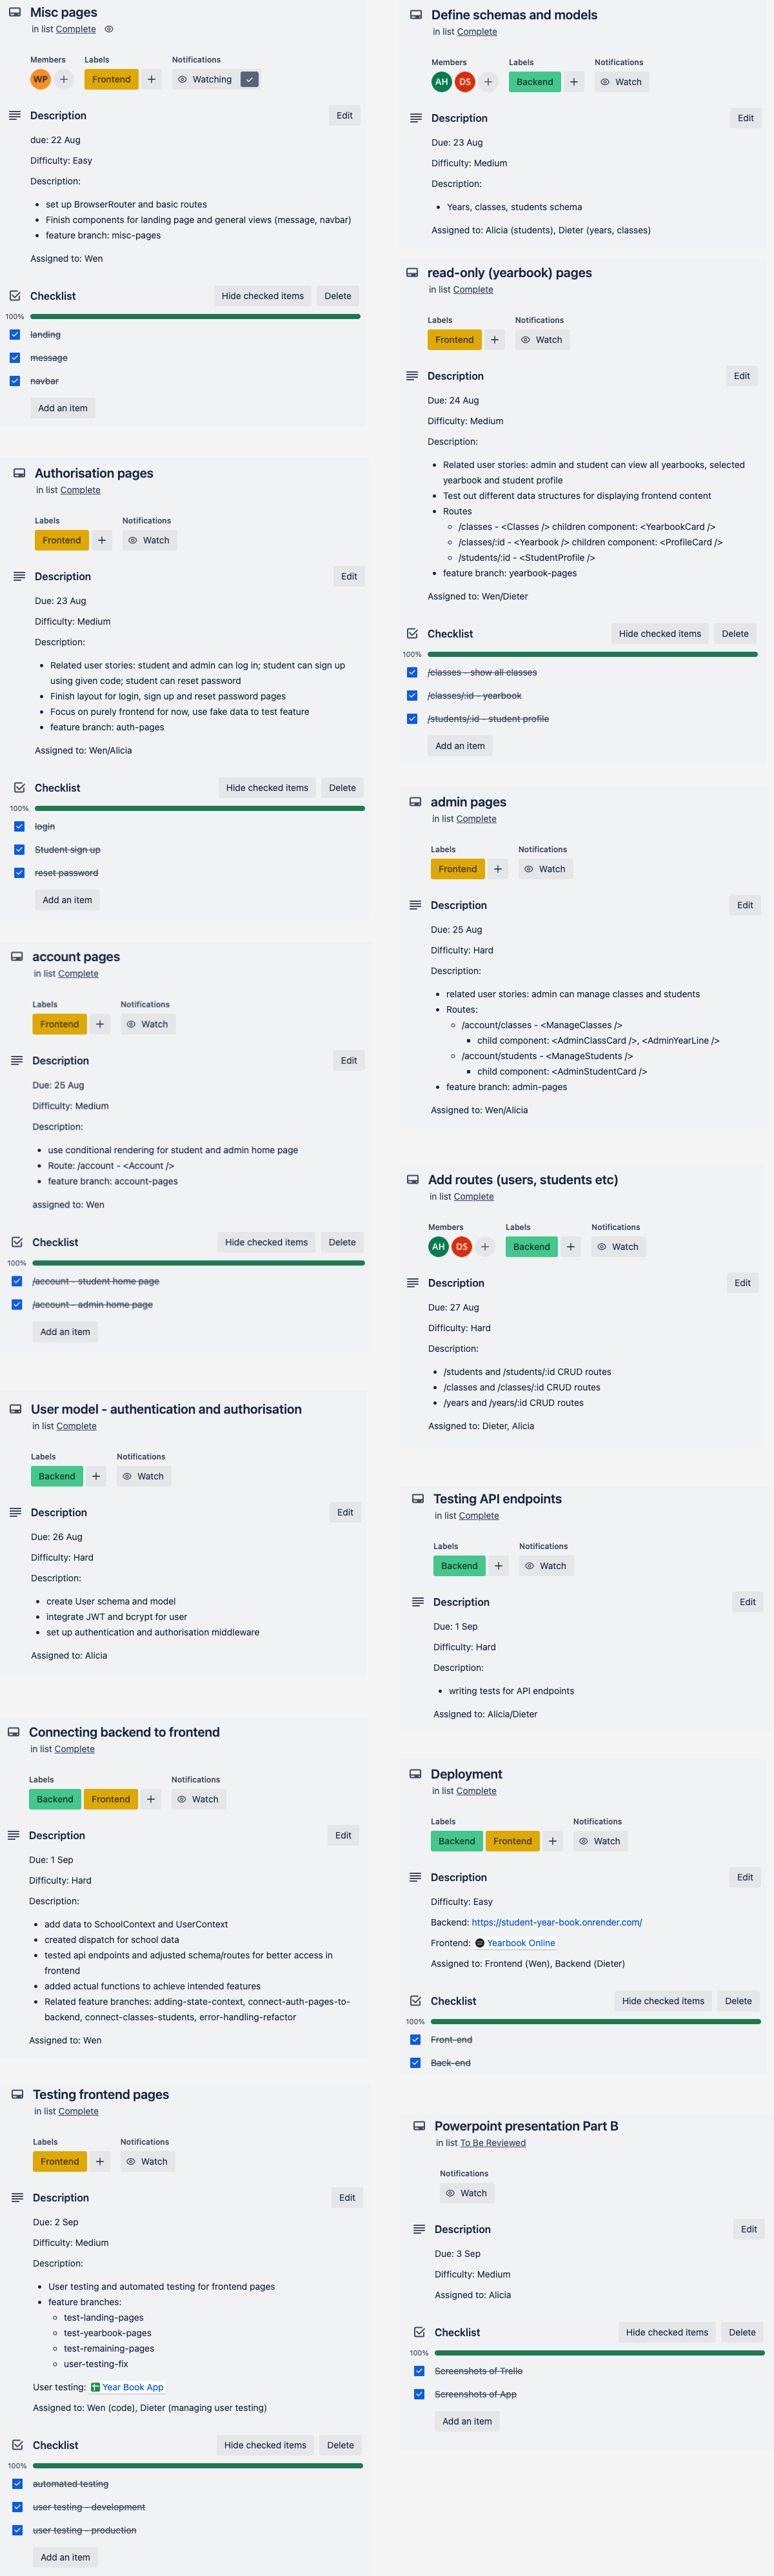 Misc pages
in list Complete
Members
Labels
Notifications
WP
Frontend
Watching
Description
Edit
due: 22 Aug
Difficulty: Easy
Description:
set up BrowserRouter and basic routes
Finish components for landing page and general views (message, navbar)
feature branch: misc-pages
Assigned to: Wen
Checklist
Hide checked items
Delete
100%
landing
message
navbar
Add an item
Authorisation pages
in list Complete
Labels
Notifications
Frontend
Watch
Description
Edit
Due: 23 Aug
Difficulty: Medium
Description:
Related user stories: student and admin can log in; student can sign up
using given code; student can reset password
Finish layout for login, sign up and reset password pages
Focus on purely frontend for now, use fake data to test feature
feature branch: auth-pages
Assigned to: Wen/Alicia
Checklist
Hide checked items
Delete
100%
login
Student sign up
reset password
Add an item
account pages
in list Complete
Labels
Notifications
Frontend
Watch
Description
Edit
Due: 25 Aug
Difficulty: Medium
Description:
use conditional rendering for student and admin home page
Route: /account - <Account />
feature branch: account-pages
assigned to: Wen
Checklist
Hide checked items
Delete
100%
/account - student home page
/account - admin home page
Add an item
User model - authentication and authorisation
in list Complete
Labels
Notifications
Backend
Watch
Description
Edit
Due: 26 Aug
Difficulty: Hard
Description:
create User schema and model
integrate JWT and bcrypt for user
set up authentication and authorisation middleware
Assigned to: Alicia
Connecting backend to frontend
in list Complete
Labels
Notifications
Backend
Frontend
Watch
Description
Edit
Due: 1 Sep
Difficulty: Hard
Description:
add data to SchoolContext and UserContext
created dispatch for school data
tested api endpoints and adjusted schema/routes for better access in
frontend
added actual functions to achieve intended features
Related feature branches: adding-state-context, connect-auth-pages-to-
backend, connect-classes-students, error-handling-refactor
Assigned to: Wen
Testing frontend pages
in list Complete
Labels
Notifications
Frontend
Watch
Description
Edit
Due: 2 Sep
Difficulty: Medium
Description:
User testing and automated testing for frontend pages
feature branches:
test-landing-pages
test-yearbook-pages
test-remaining-pages
user-testing-fix
User testing: Year Book App
Assigned to: Wen (code), Dieter (managing user testing)
Checklist
Hide checked items
Delete
100%
automated testing
user testing - development
user testing - production
Add an item
Define schemas and models
in list Complete
Members
Labels
Notifications
AH
DS
Backend
Watch
Description
Edit
Due: 23 Aug
Difficulty: Medium
Description:
Years, classes, students schema
Assigned to: Alicia (students), Dieter (years, classes)
read-only (yearbook) pages
in list Complete
Labels
Notifications
Frontend
Watch
Description
Edit
Due: 24 Aug
Difficulty: Medium
Description:
Related user stories: admin and student can view all yearbooks, selected
yearbook and student profile
Test out different data structures for displaying frontend content
Routes
/classes - <Classes /> children component: <YearbookCard />
/classes/:id - <Yearbook /> children component: <ProfileCard />
/students/:id - <StudentProfile />
feature branch: yearbook-pages
Assigned to: Wen/Dieter
Checklist
Hide checked items
Delete
100%
/classes - show all classes
/classes/:id - yearbook
/students/:id - student profile
Add an item
admin pages
in list Complete
Labels
Notifications
Frontend
Watch
Description
Edit
Due: 25 Aug
Difficulty: Hard
Description:
related user stories: admin can manage classes and students
Routes:
/account/classes - <ManageClasses />
child component: <AdminClassCard />, <AdminYearLine />
/account/students - <ManageStudents />
child component: <AdminStudentCard />
feature branch: admin-pages
Assigned to: Wen/Alicia
Add routes (users, students etc)
in list Complete
Members
Labels
Notifications
AH
DS
Backend
Watch
Description
Edit
Due: 27 Aug
Difficulty: Hard
Description:
/students and /students/:id CRUD routes
/classes and /classes/:id CRUD routes
/years and /years/:id CRUD routes
Assigned to: Dieter, Alicia
Testing API endpoints
in list Complete
Labels
Notifications
Backend
Watch
Description
Edit
Due: 1 Sep
Difficulty: Hard
Description:
writing tests for API endpoints
Assigned to: Alicia/Dieter
Deployment
in list Complete
Labels
Notifications
Backend
Frontend
Watch
Description
Edit
Difficulty: Easy
Backend: https://student-year-book.onrender.com/
Frontend: Yearbook Online
Assigned to: Frontend (Wen), Backend (Dieter)
Checklist
Hide checked items
Delete
100%
Front-end
Back-end
Powerpoint presentation Part B
in list To Be Reviewed
Notifications
Watch
Description
Edit
Due: 3 Sep
Difficulty: Medium
Assigned to: Alicia
Checklist
Hide checked items
Delete
100%
Screenshots of Trello
Screenshots of App
Add an item